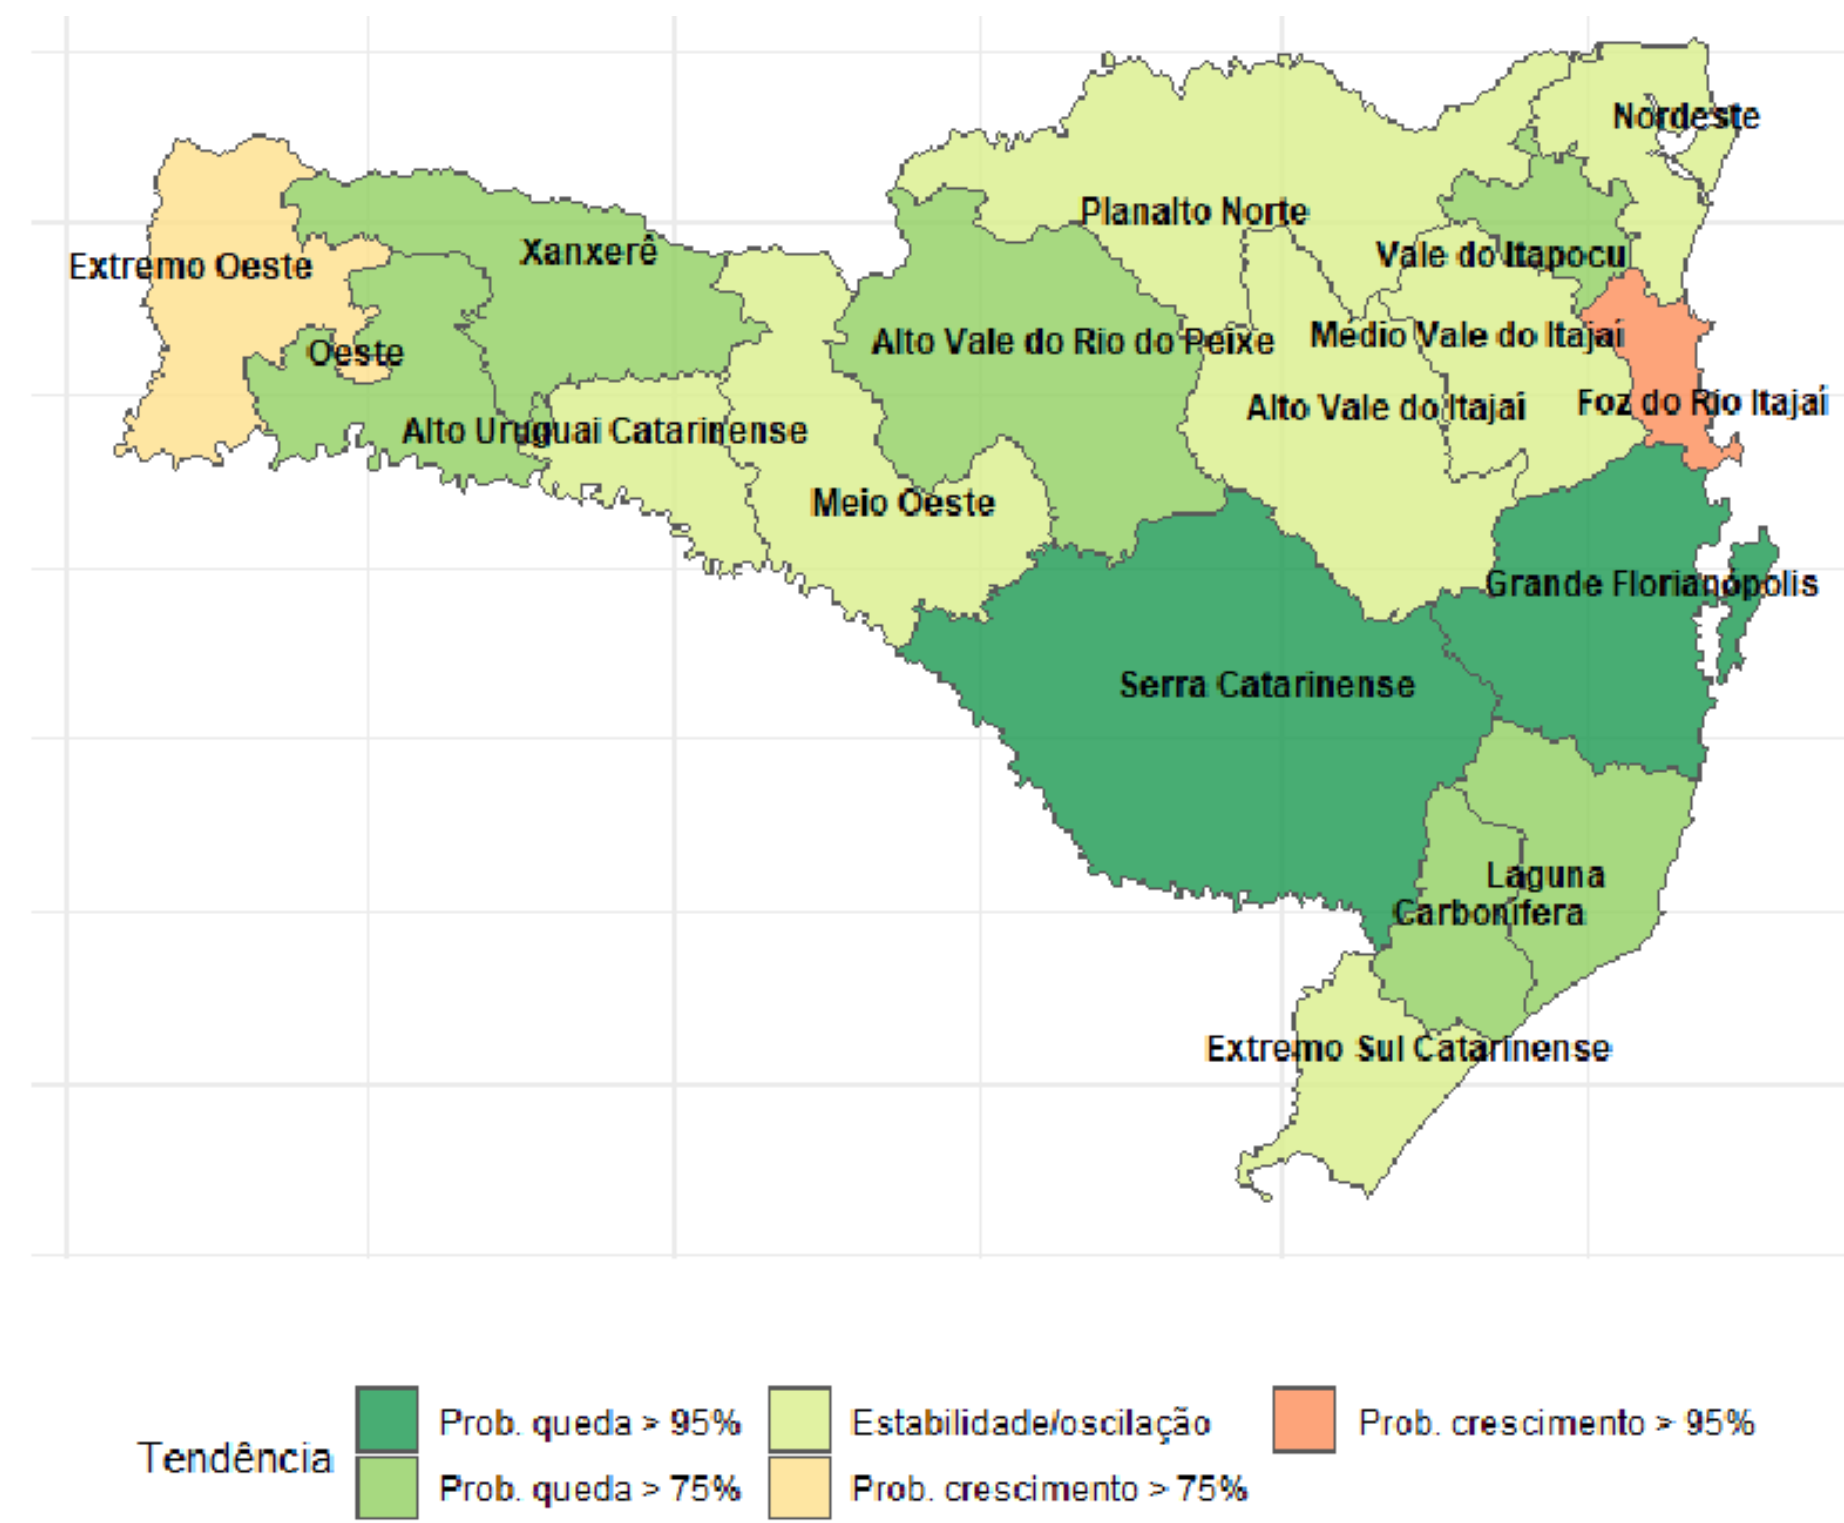 Nordeste
Planalto Norte
Xanxerê
Vale do Itapocu
Extremo Oeste
Alto Vale do Rio do Peixe
Médio Vale do Itajaí
Oeste
Foz do Rio Itajaí
Alto Vale do Itajaí
Alto Uruguai Catarinense
Meio Oeste
Grande Florianópolis
Serra Catarinense
Laguna
Carbonífera
Extremo Sul Catarinense
Tendência
Prob. queda > 95%
Prob. queda > 75%
Estabilidade/oscilação
Prob. crescimento > 75%
Prob. crescimento > 95%